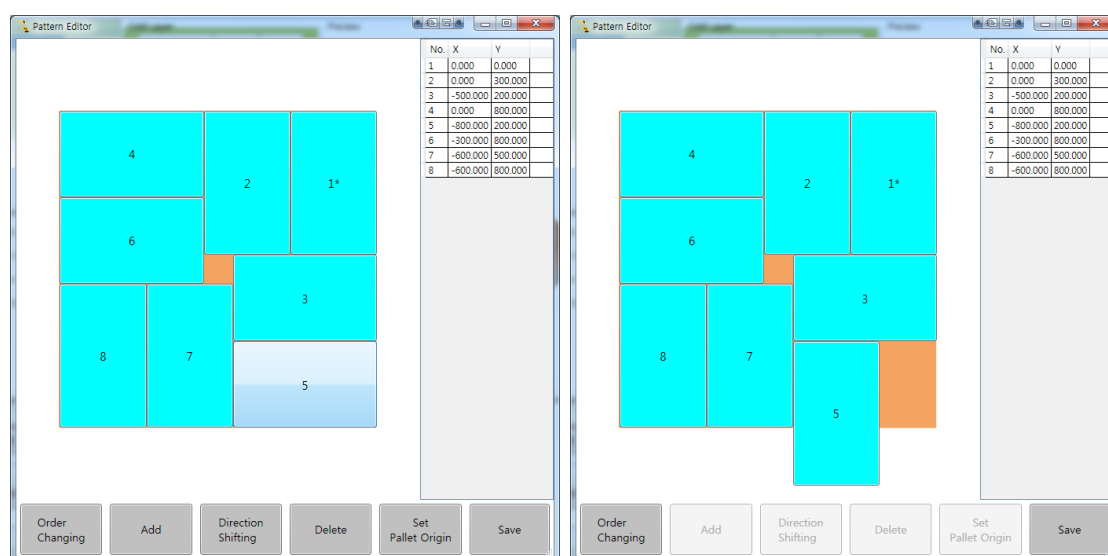 Pattern Editor
No. X Y
1 0.000 0.000
2 0.000 300.000
3 -500.000 200.000
4 0.000 800.000
5 -800.000 200.000
6 -300.000 800.000
7 -600.000 500.000
8 -600.000 800.000
4
2
1*
6
3
8
7
5
Order
Changing
Add
Direction
Shifting
Delete
Set
Pallet Origin
Save
Pattern Editor
No. X Y
1 0.000 0.000
2 0.000 300.000
3 -500.000 200.000
4 0.000 800.000
5 -800.000 200.000
6 -300.000 800.000
7 -600.000 500.000
8 -600.000 800.000
4
2
1*
6
3
8
7
5
Order
Changing
Add
Direction
Shifting
Delete
Set
Pallet Origin
Save